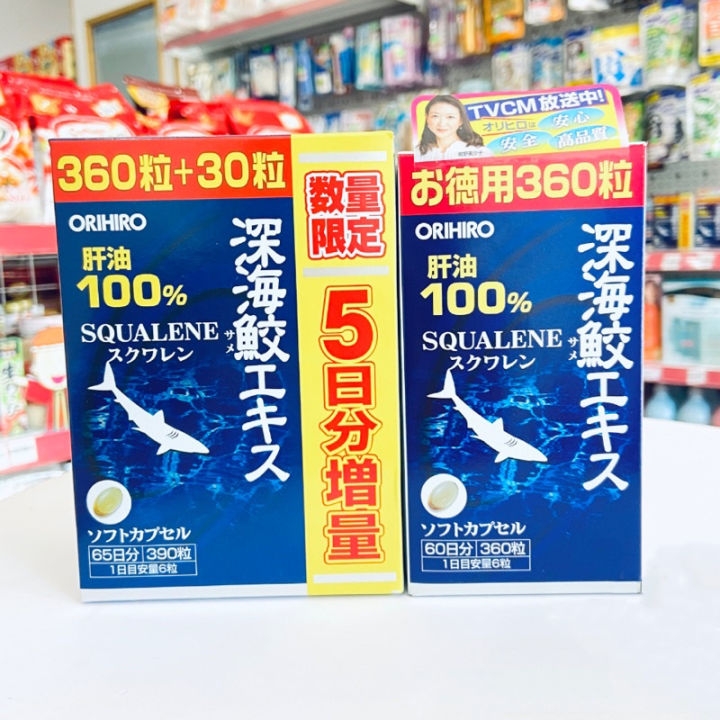 360粒+30粒
ORIHIRO
肝油
100%
SQUALENE
スクワレン
深海鮫エキス
サメ
ソフトカプセル
65日分 390粒
1日目安量6粒
数量
限定
5日分増量
TVCM放送中!
オリヒロは
安心
安全
高品質
お徳用360粒
ORIHIRO
肝油
100%
SQUALENE
スクワレン
深海鮫エキス
サメ
ソフトカプセル
60日分 360粒
1日目安量6粒